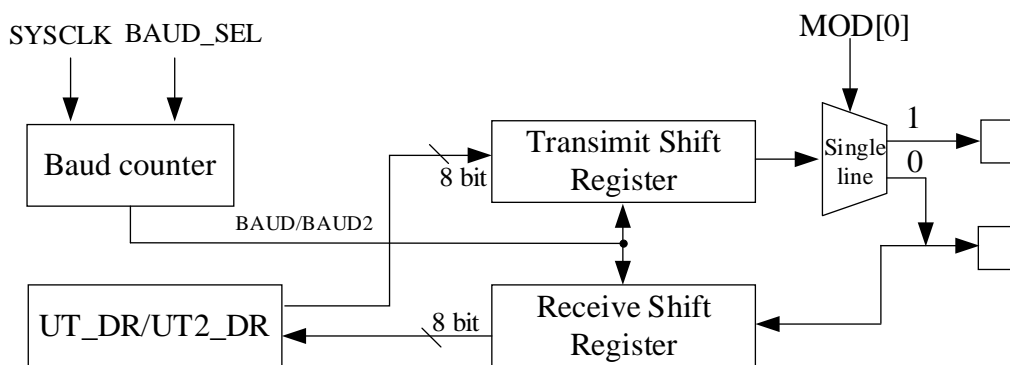 SYSCLK BAUD_SEL
MOD[0]
Baud counter
8 bit
Transimit Shift
Register
Single
line
1
0
BAUD/BAUD2
UT_DR/UT2_DR
8 bit
Receive Shift
Register